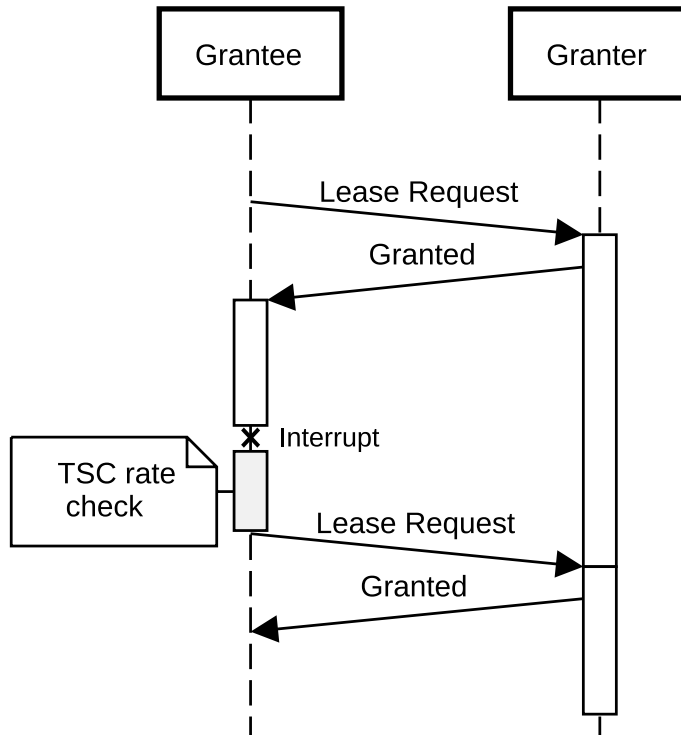 Grantee
Granter
Lease Request
Granted
Interrupt
TSC rate
check
Lease Request
Granted